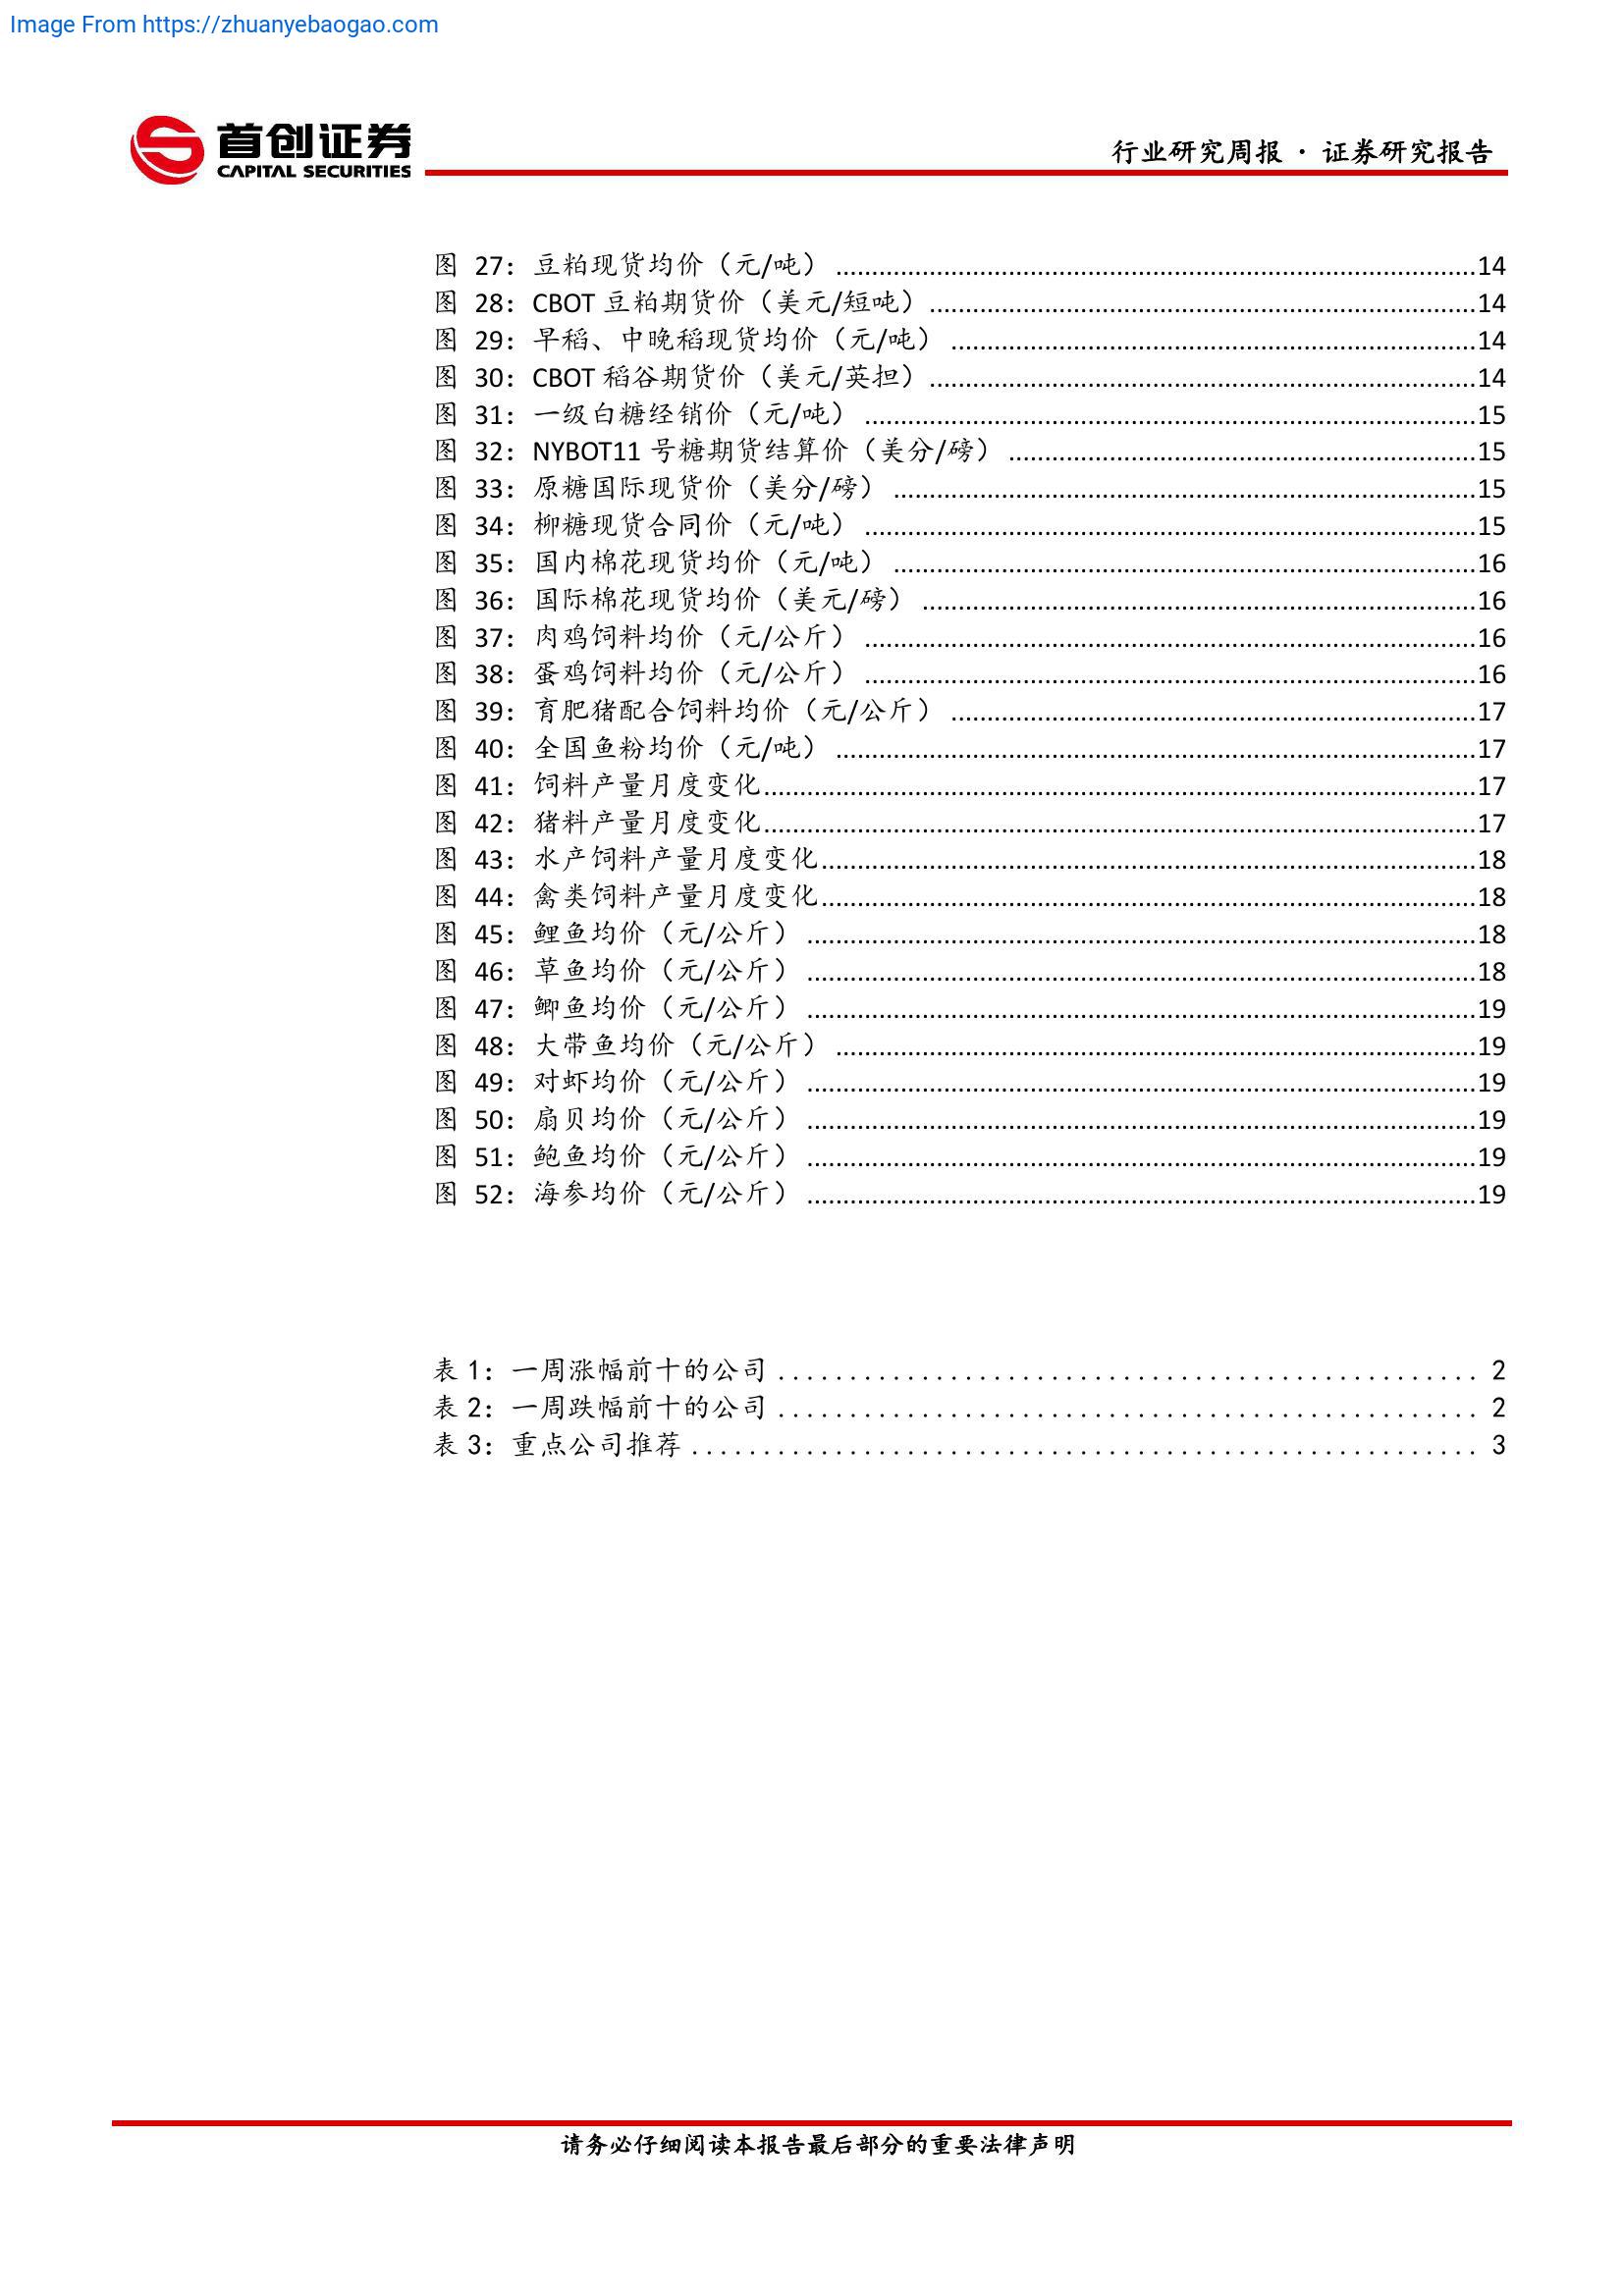 Image From https://zhuanyebaogao.com
首创证券
CAPITAL SECURITIES
行业研究周报 · 证券研究报告
图 27：豆粕现货均价（元/吨）14
图 28：CBOT 豆粕期货价（美元/短吨）14
图 29：早稻、中晚稻现货均价（元/吨）14
图 30：CBOT 稻谷期货价（美元/英担）14
图 31：一级白糖经销价（元/吨）15
图 32：NYBOT11 号糖期货结算价（美分/磅）15
图 33：原糖国际现货价（美分/磅）15
图 34：柳糖现货合同价（元/吨）15
图 35：国内棉花现货均价（元/吨）16
图 36：国际棉花现货均价（美元/磅）16
图 37：肉鸡饲料均价（元/公斤）16
图 38：蛋鸡饲料均价（元/公斤）16
图 39：育肥猪配合饲料均价（元/公斤）17
图 40：全国鱼粉均价（元/吨）17
图 41：饲料产量月度变化17
图 42：猪料产量月度变化17
图 43：水产饲料产量月度变化18
图 44：禽类饲料产量月度变化18
图 45：鲤鱼均价（元/公斤）18
图 46：草鱼均价（元/公斤）18
图 47：鲫鱼均价（元/公斤）19
图 48：大带鱼均价（元/公斤）19
图 49：对虾均价（元/公斤）19
图 50：扇贝均价（元/公斤）19
图 51：鲍鱼均价（元/公斤）19
图 52：海参均价（元/公斤）19
表 1：一周涨幅前十的公司 2
表 2：一周跌幅前十的公司 2
表 3：重点公司推荐 3
请务必仔细阅读本报告最后部分的重要法律声明